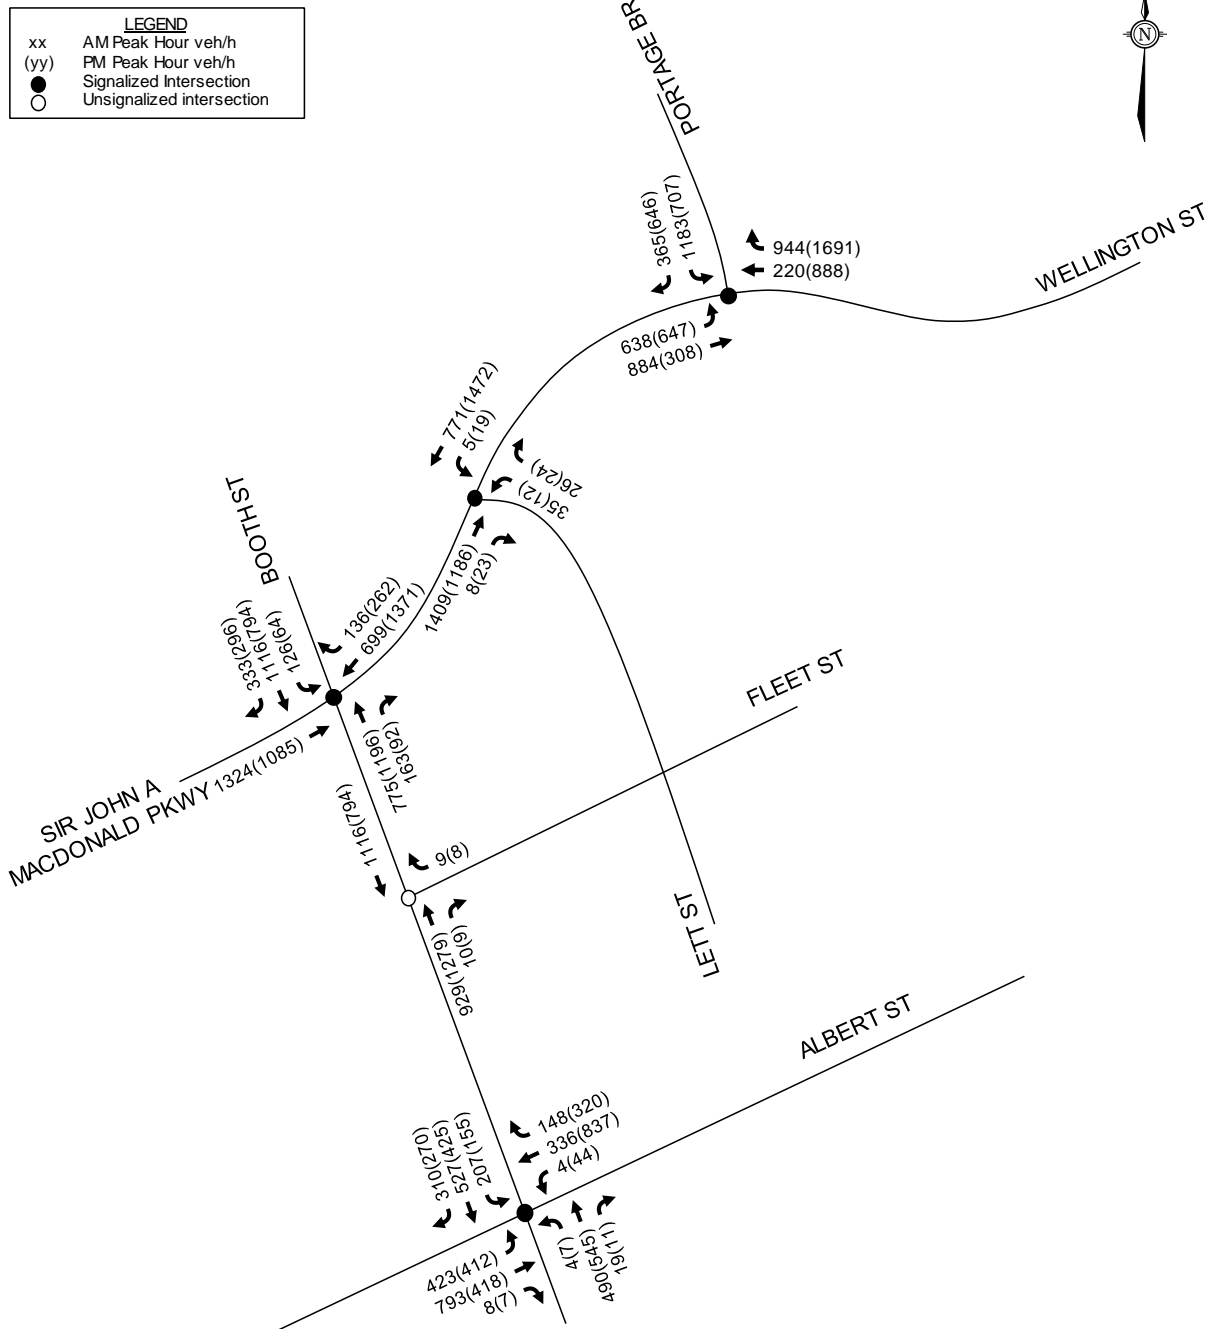 LEGEND
xx AM Peak Hour veh/h
(yy) PM Peak Hour veh/h
Signalized Intersection
Unsignalized intersection
N
PORTAGE BR
365(646)
1183(707)
944(1691)
220(888)
WELLINGTON ST
638(647)
884(308)
771(1472)
5(19)
26(24)
35(12)
BOOTH ST
1409(1186)
8(23)
136(262)
699(1371)
333(296)
1116(794)
126(64)
FLEET ST
SIR JOHN A
MACDONALD PKWY
1324(1085)
775(1196)
163(92)
1116(794)
9(8)
929(1279)
10(9)
LETT ST
ALBERT ST
148(320)
336(837)
4(44)
310(270)
527(425)
207(155)
423(412)
793(418)
8(7)
4(7)
490(545)
19(11)